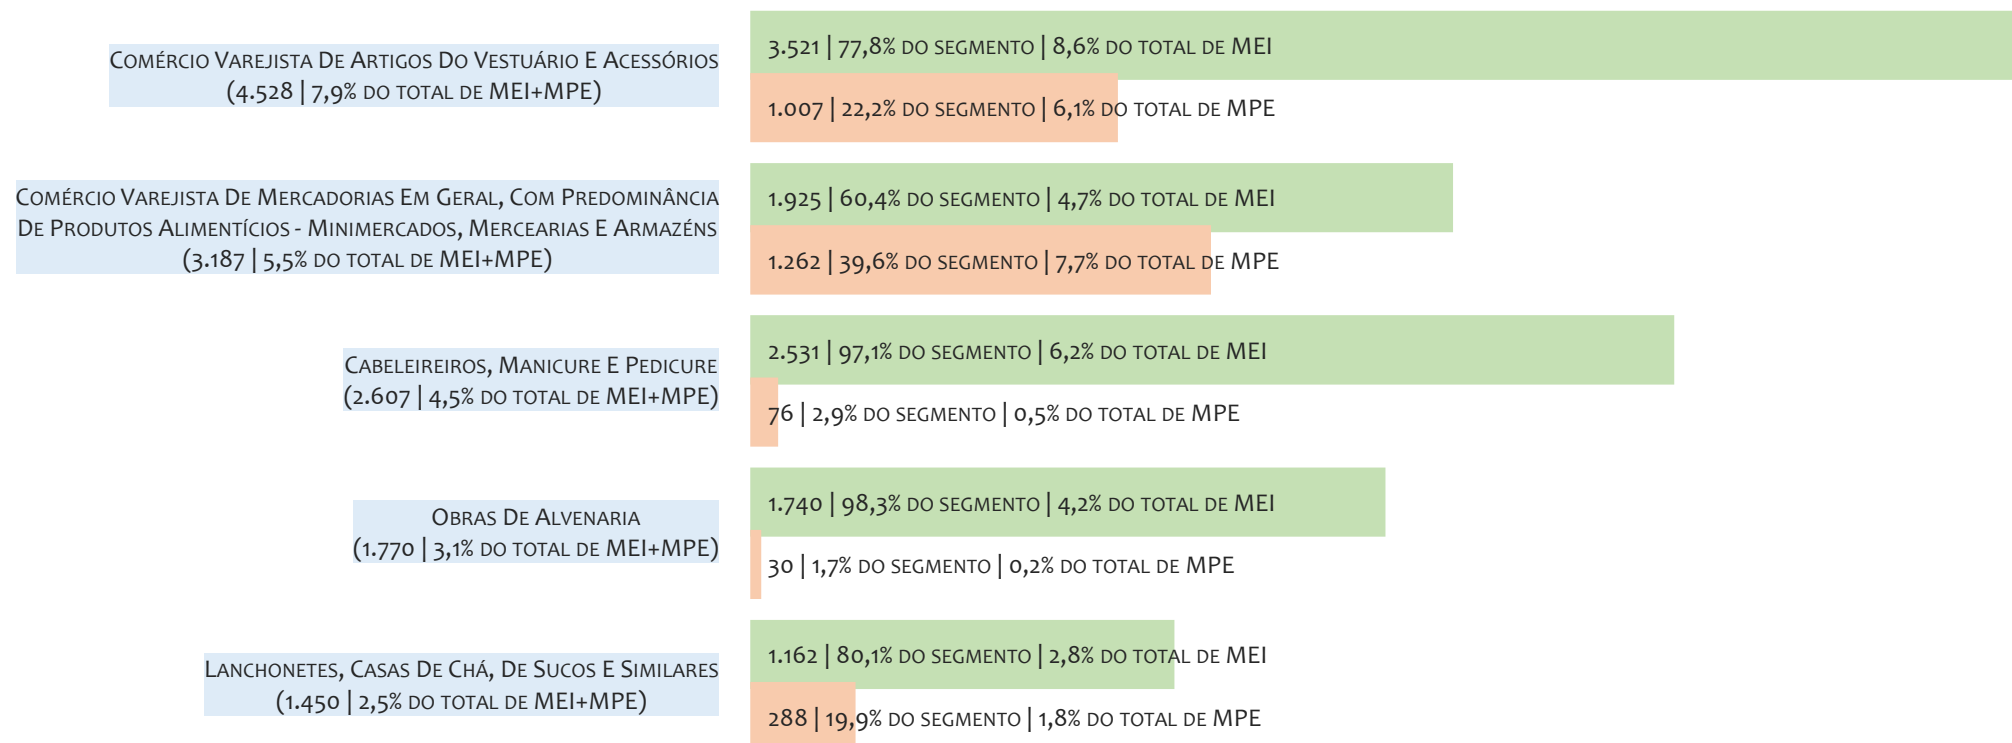 Comércio Varejista De Artigos Do Vestuário E Acessórios
(4.528 | 7,9% do total de MEI+MPE)
3.521 | 77,8% do segmento | 8,6% do total de MEI
1.007 | 22,2% do segmento | 6,1% do total de MPE
Comércio Varejista De Mercadorias Em Geral, Com Predominância
De Produtos Alimentícios - Minimercados, Mercearias E Armazéns
(3.187 | 5,5% do total de MEI+MPE)
1.925 | 60,4% do segmento | 4,7% do total de MEI
1.262 | 39,6% do segmento | 7,7% do total de MPE
Cabeleireiros, Manicure E Pedicure
(2.607 | 4,5% do total de MEI+MPE)
2.531 | 97,1% do segmento | 6,2% do total de MEI
76 | 2,9% do segmento | 0,5% do total de MPE
Obras De Alvenaria
(1.770 | 3,1% do total de MEI+MPE)
1.740 | 98,3% do segmento | 4,2% do total de MEI
30 | 1,7% do segmento | 0,2% do total de MPE
Lanchonetes, Casas De Chá, De Sucos E Similares
(1.450 | 2,5% do total de MEI+MPE)
1.162 | 80,1% do segmento | 2,8% do total de MEI
288 | 19,9% do segmento | 1,8% do total de MPE